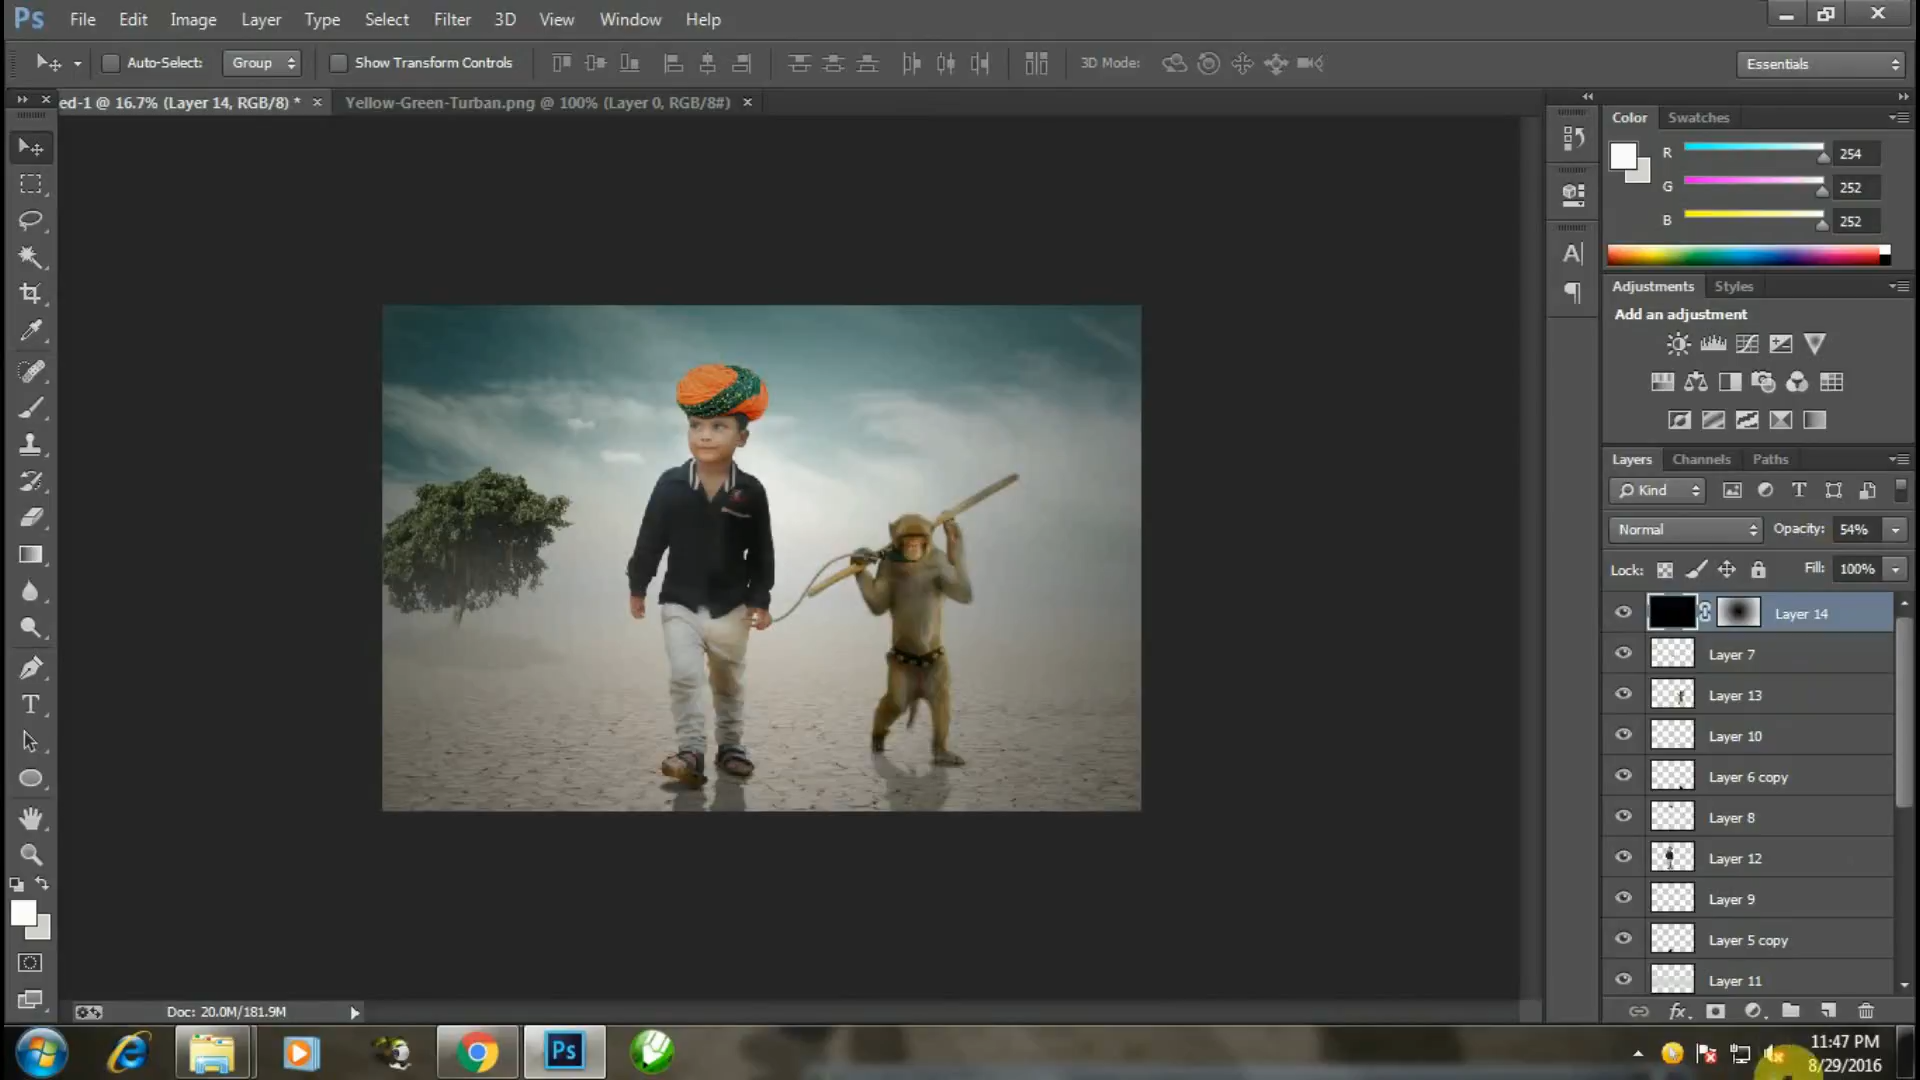 Ps File Edit Image Layer Type Select Filter 3D View Window Help
Auto-Select: Group Show Transform Controls 3D Mode: Essentials
ed-1 @ 16.7% (Layer 14, RGB/8) * × Yellow-Green-Turban.png @ 100% (Layer 0, RGB/8#) ×
Color Swatches
R 254
G 252
B 252
Adjustments Styles
Add an adjustment
Layers Channels Paths
Kind
Normal Opacity: 54%
Lock: Fill: 100%
Layer 14
Layer 7
Layer 13
Layer 10
Layer 6 copy
Layer 8
Layer 12
Layer 9
Layer 5 copy
Layer 11
Doc: 20.0M/181.9M
Ps
11:47 PM
8/29/2016